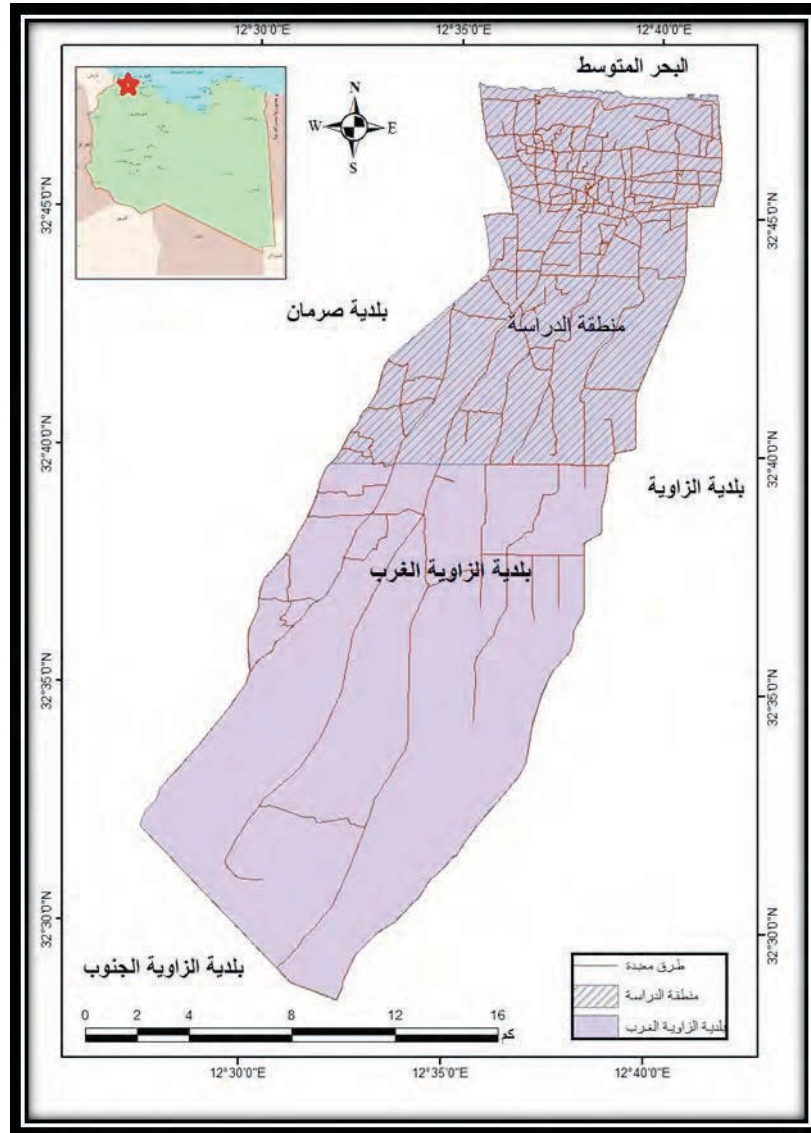 12°30'0"E 12°35'0"E 12°40'0"E
البحر المتوسط
N
W E
S
32°45'0"N 32°45'0"N
بلدية صرمان
منطقة الدراسة
32°40'0"N 32°40'0"N
بلدية الزاوية
بلدية الزاوية الغرب
32°35'0"N 32°35'0"N
32°30'0"N 32°30'0"N
بلدية الزاوية الجنوب
طرق معبدة
منطقة الدراسة
بلدية الزاوية الغرب
0 2 4 8 12 16
كم
12°30'0"E 12°35'0"E 12°40'0"E